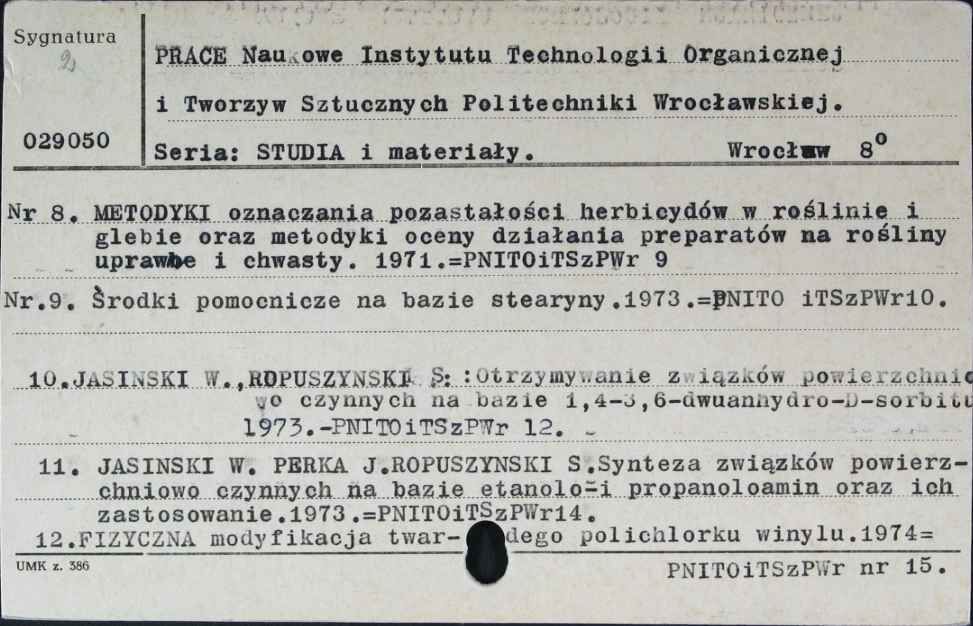 Sygnatura
2
029050
PRACE Naukowe Instytutu Technologii Organicznej
i Tworzyw Sztucznych Politechniki Wrocławskiej.
Seria: STUDIA i materiały. Wrocław 8°
Nr 8. METODYKI oznaczania pozastałości herbicydów w roślinie i
glebie oraz metodyki oceny działania preparatów na rośliny
uprawne i chwasty. 1971.=PNITOiTSzPWr 9
Nr.9. Środki pomocnicze na bazie stearyny.1973.=PNITO iTSzPWr10.
10.JASINSKI W.,ROPUSZYNSKI S: :Otrzymywanie związków powierzchnio
wo czynnych na bazie 1,4-3,6-dwuanhydro-D-sorbitu
1973.-PNITOiTSzPWr 12.
11. JASINSKI W. PERKA J.ROPUSZYNSKI S.Synteza związków powierz-
chniowo czynnych na bazie etanolo-i propanoloamin oraz ich
zastosowanie.1973.=PNITOiTSzPWr14.
12.FIZYCZNA modyfikacja twar- dego polichlorku winylu.1974=
UMK z. 386
PNITOiTSzPWr nr 15.